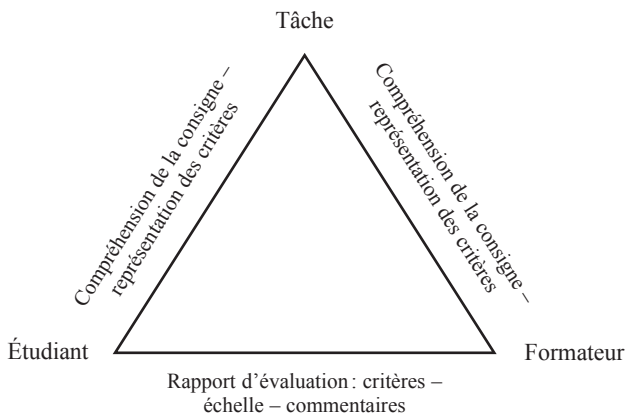 Tâche
Compréhension de la consigne –
représentation des critères
Compréhension de la consigne –
représentation des critères
Étudiant
Formateur
Rapport d’évaluation : critères –
échelle – commentaires